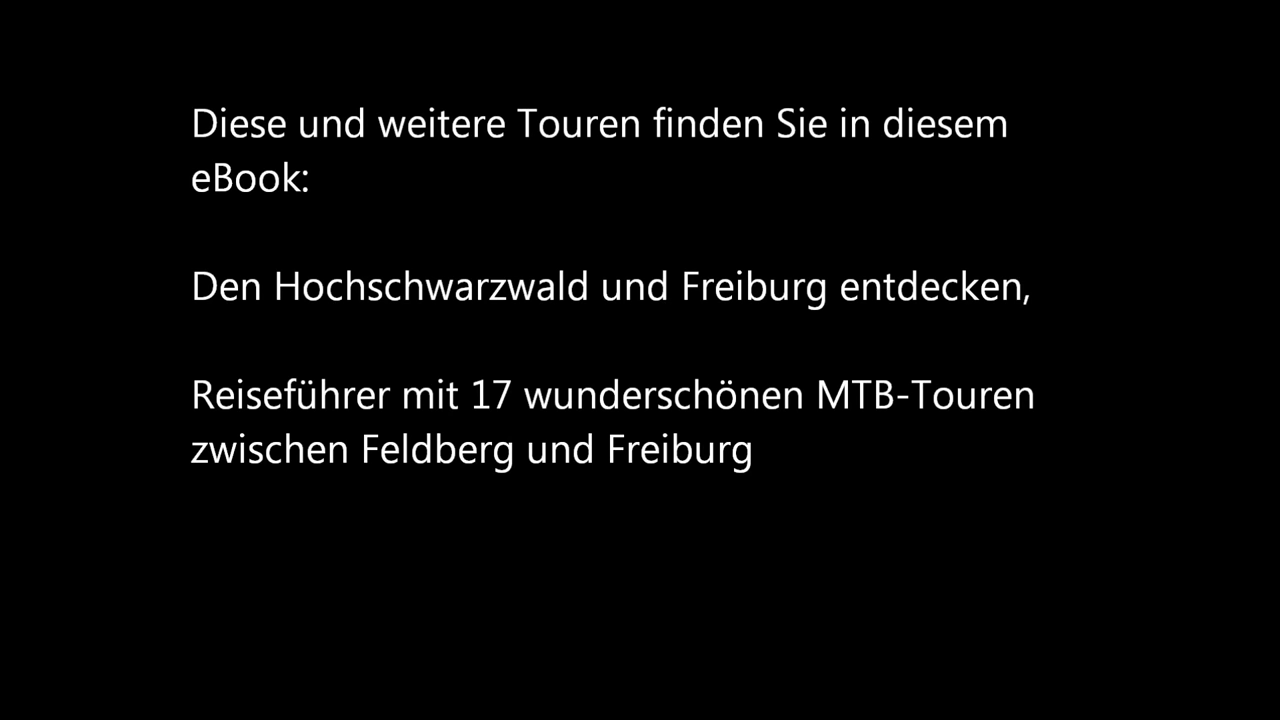 Diese und weitere Touren finden Sie in diesem
eBook:
Den Hochschwarzwald und Freiburg entdecken,
Reiseführer mit 17 wunderschönen MTB-Touren
zwischen Feldberg und Freiburg